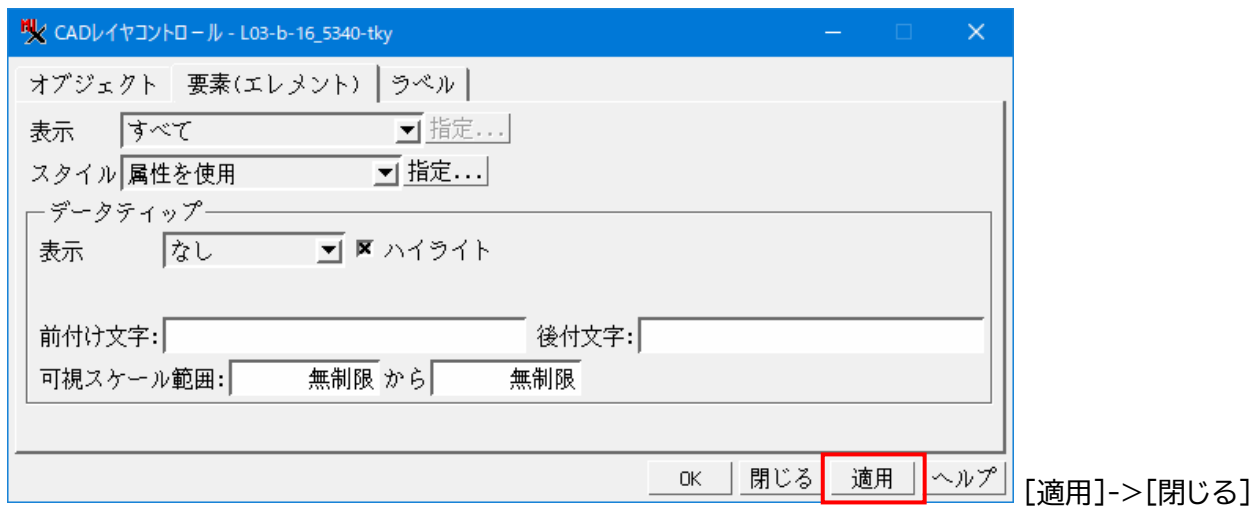 CADレイヤコントロール - L03-b-16_5340-tky
オブジェクト 要素(エレメント) ラベル
表示 すべて 指定...
スタイル 属性を使用 指定...
データティップ
表示 なし ハイライト
前付け文字: 後付文字:
可視スケール範囲: 無制限 から 無制限
OK 閉じる 適用 ヘルプ [適用]->[閉じる]